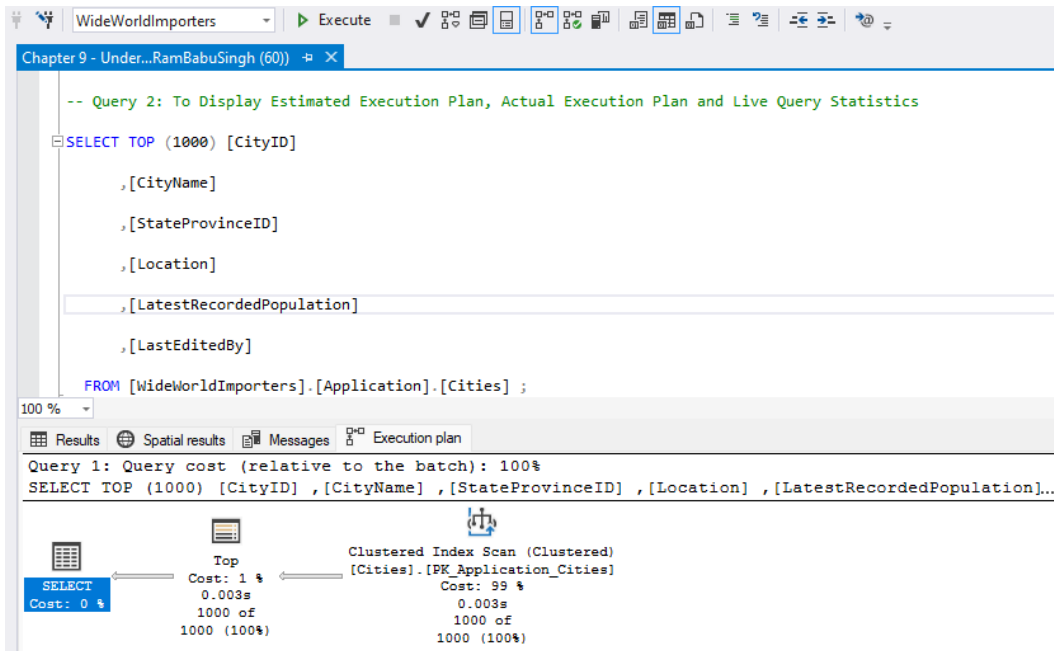 WideWorldImporters Execute
Chapter 9 - Under...RamBabuSingh (60))
-- Query 2: To Display Estimated Execution Plan, Actual Execution Plan and Live Query Statistics
SELECT TOP (1000) [CityID]
,[CityName]
,[StateProvinceID]
,[Location]
,[LatestRecordedPopulation]
,[LastEditedBy]
FROM [WideWorldImporters].[Application].[Cities] ;
100 %
Results Spatial results Messages Execution plan
Query 1: Query cost (relative to the batch): 100%
SELECT TOP (1000) [CityID] ,[CityName] ,[StateProvinceID] ,[Location] ,[LatestRecordedPopulation]...
SELECT
Cost: 0 %
Top
Cost: 1 %
0.003s
1000 of
1000 (100%)
Clustered Index Scan (Clustered)
[Cities].[PK_Application_Cities]
Cost: 99 %
0.003s
1000 of
1000 (100%)